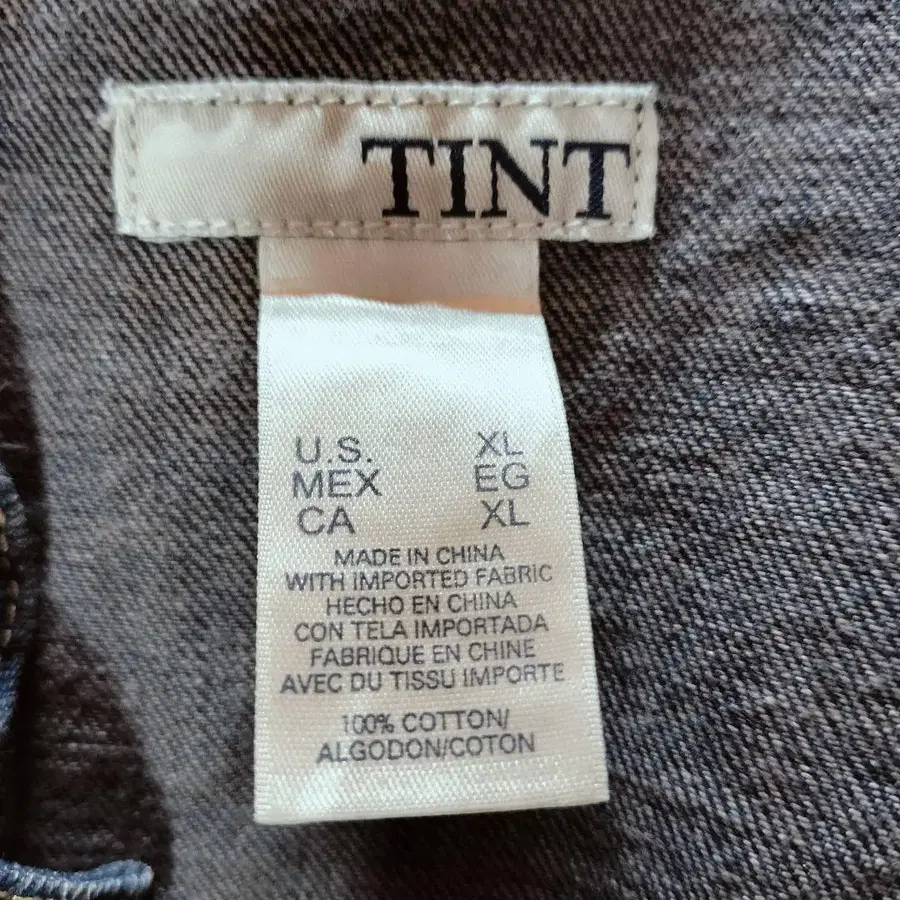 TINT
U.S. XL
MEX EG
CA XL
MADE IN CHINA
WITH IMPORTED FABRIC
HECHO EN CHINA
CON TELA IMPORTADA
FABRIQUE EN CHINE
AVEC DU TISSU IMPORTE
100% COTTON/
ALGODON/COTON